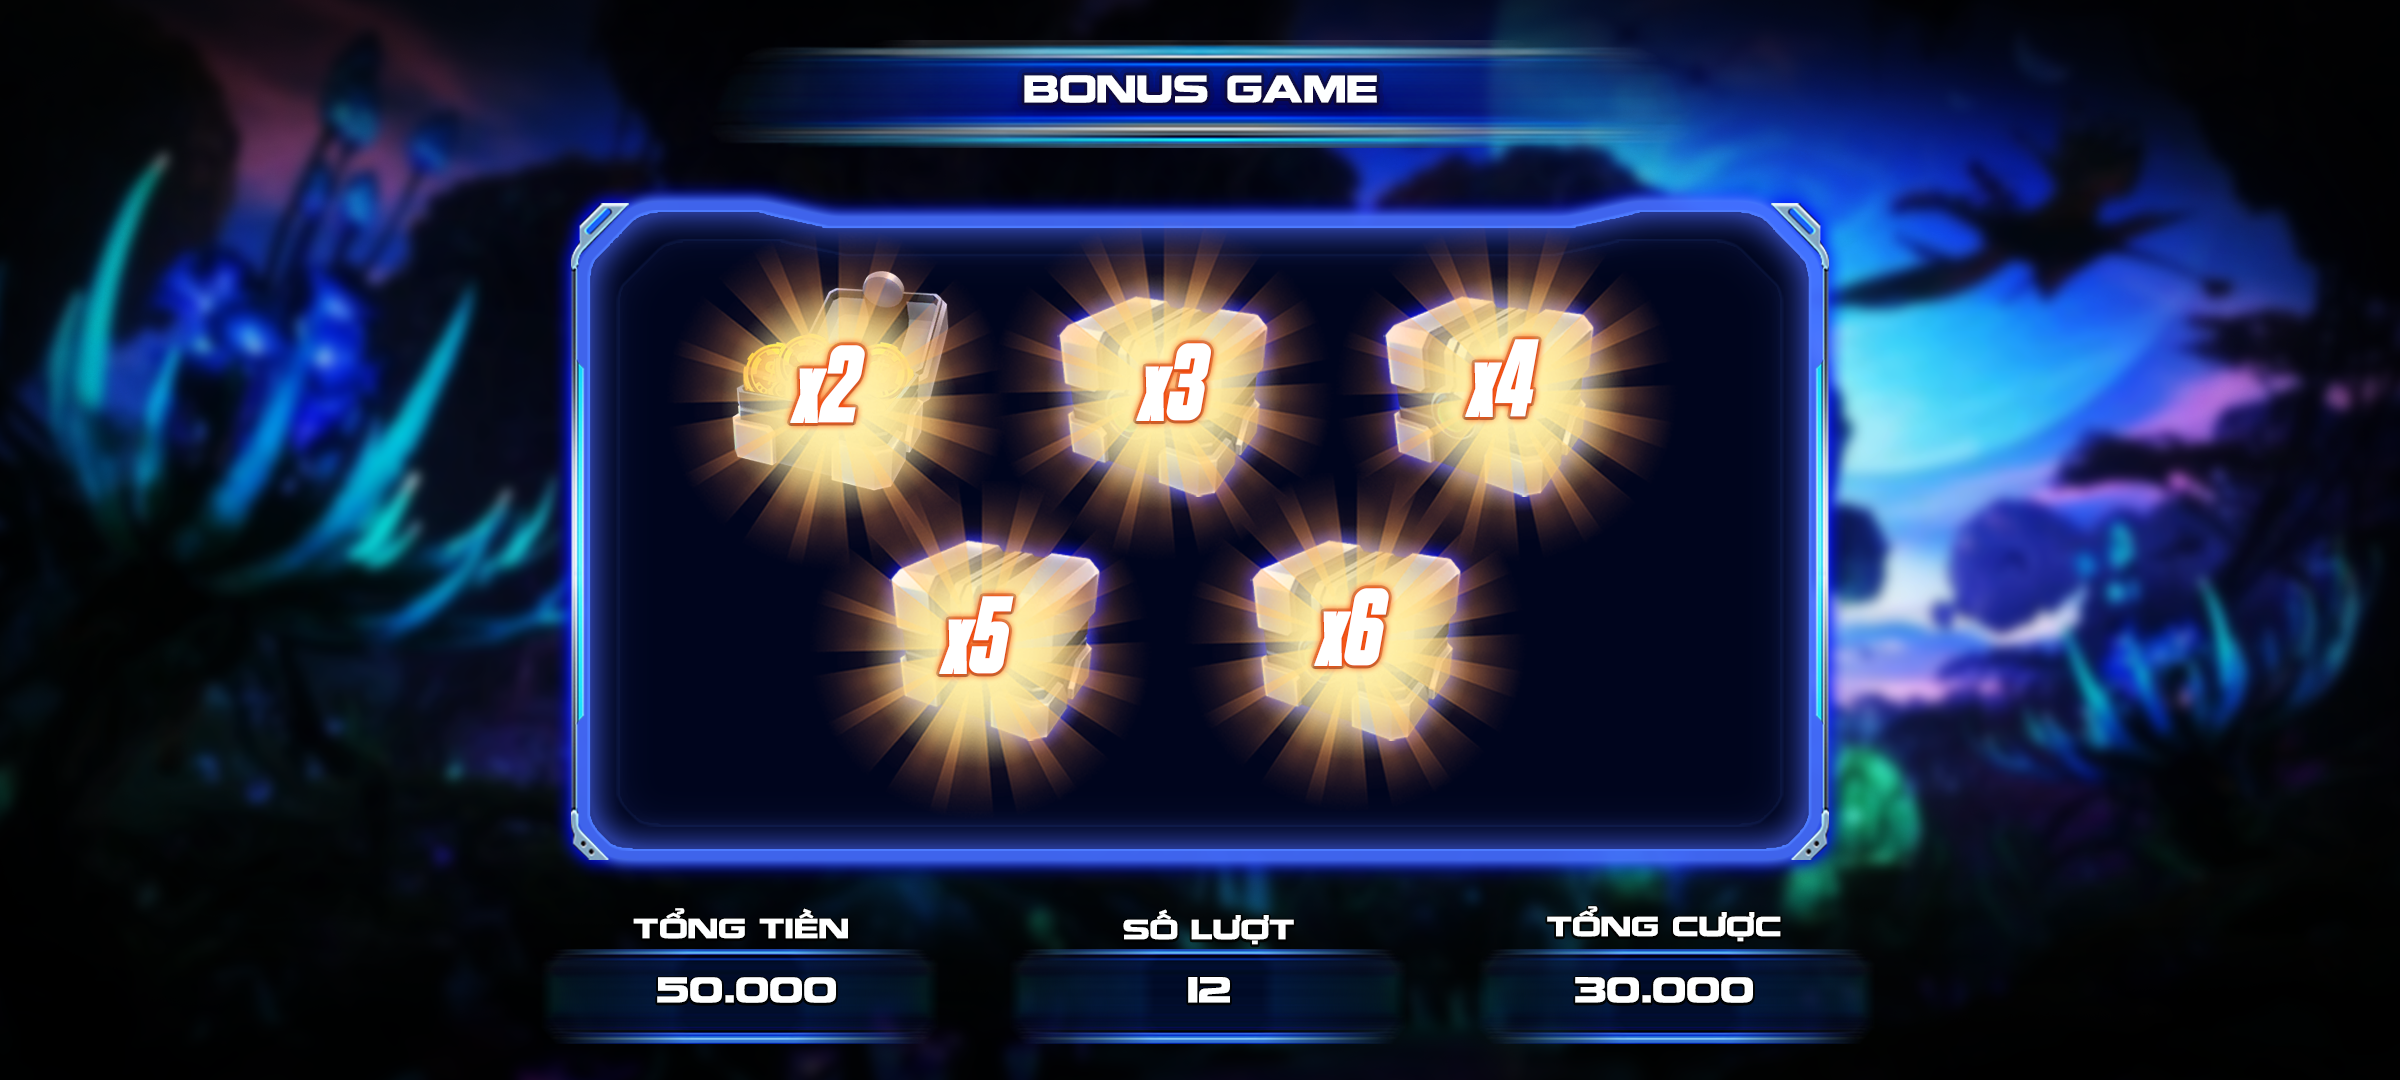 BONUS GAME
x2
x3
x4
x5
x6
TỔNG TIỀN
SỐ LƯỢT
TỔNG CƯỢC
50.000
12
30.000